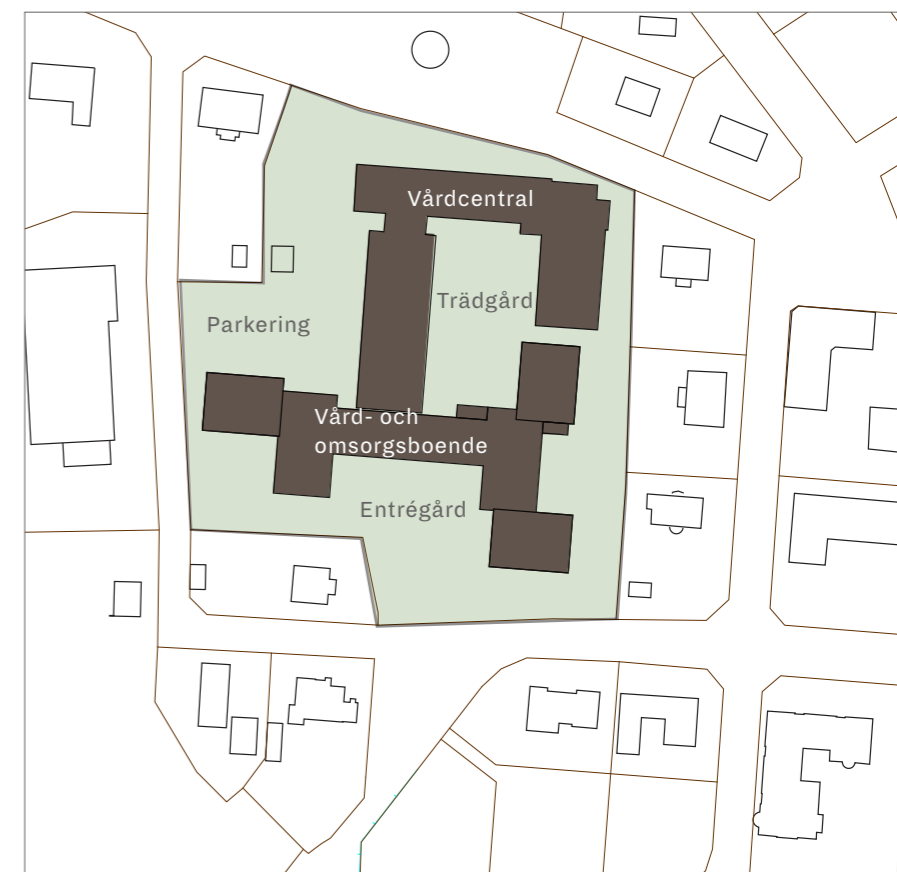 Vårdcentral
Trädgård
Parkering
Vård- och
omsorgsboende
Entrégård